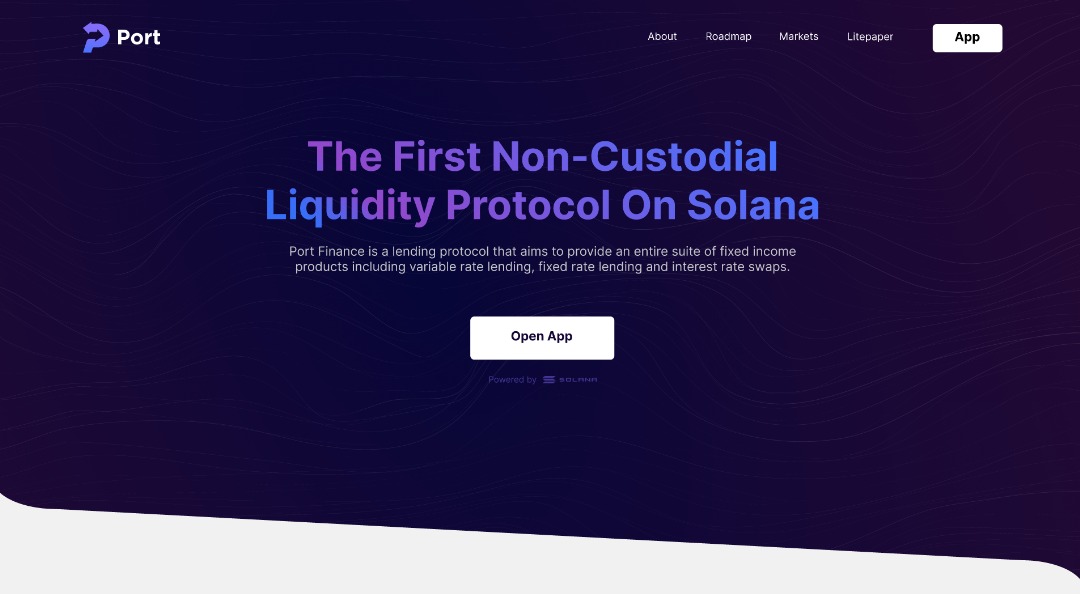 Port
About Roadmap Markets Litepaper App
The First Non-Custodial
Liquidity Protocol On Solana
Port Finance is a lending protocol that aims to provide an entire suite of fixed income
products including variable rate lending, fixed rate lending and interest rate swaps.
Open App
Powered by SOLANA